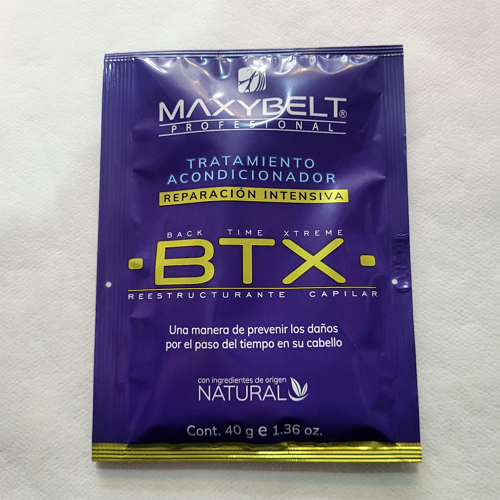 MAXYBELT®
PROFESIONAL
TRATAMIENTO
ACONDICIONADOR
REPARACIÓN INTENSIVA
BACK TIME XTREME
·BTX·
REESTRUCTURANTE CAPILAR
Una manera de prevenir los daños
por el paso del tiempo en su cabello
con ingredientes de origen
NATURAL
Cont. 40 g e 1.36 oz.